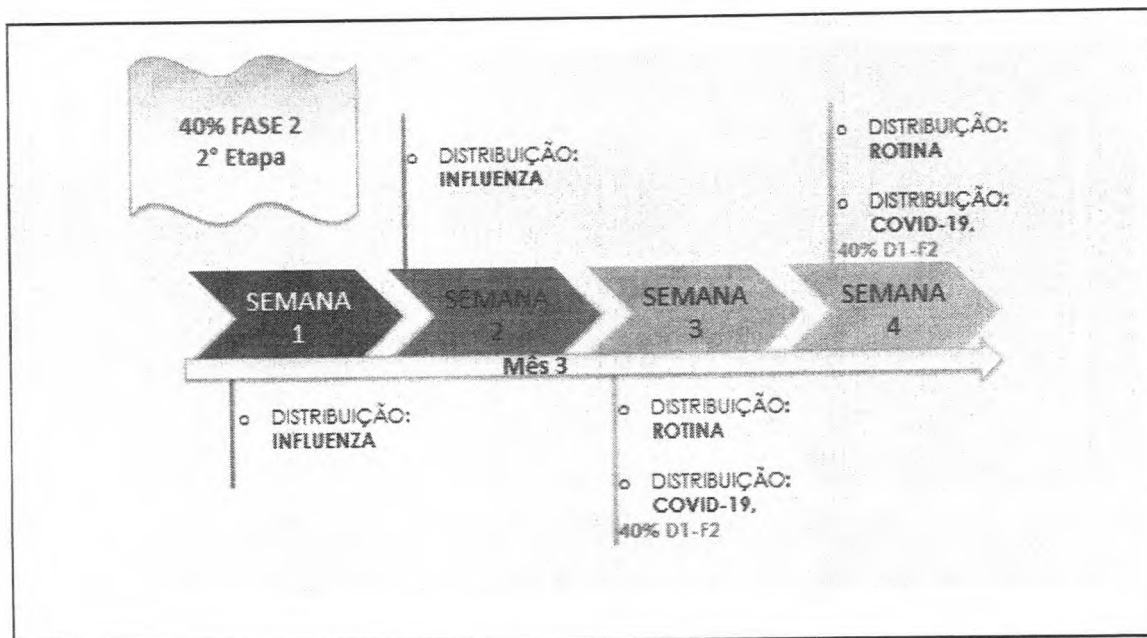 40% FASE 2
2° Etapa
DISTRIBUIÇÃO:
INFLUENZA
DISTRIBUIÇÃO:
ROTINA
DISTRIBUIÇÃO:
COVID-19.
40% D1-F2
SEMANA
1
SEMANA
2
SEMANA
3
SEMANA
4
Mês 3
DISTRIBUIÇÃO:
INFLUENZA
DISTRIBUIÇÃO:
ROTINA
DISTRIBUIÇÃO:
COVID-19.
40% D1-F2